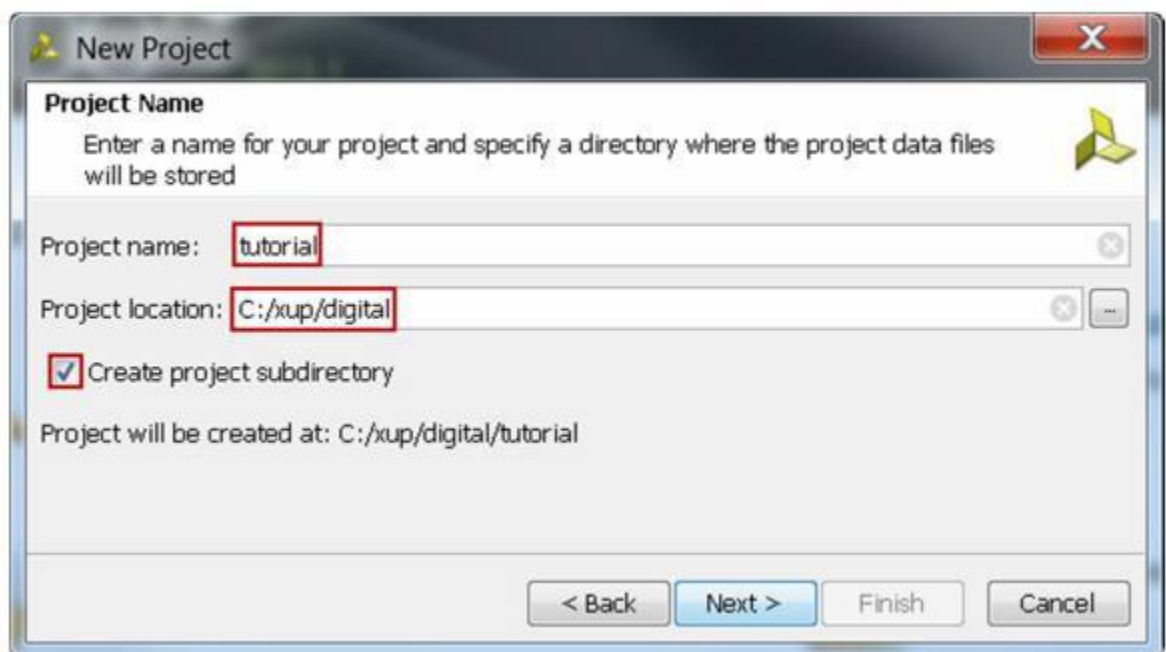 New Project
Project Name
Enter a name for your project and specify a directory where the project data files
will be stored
Project name: tutorial
Project location: C:/xup/digital
...
Create project subdirectory
Project will be created at: C:/xup/digital/tutorial
< Back Next > Finish Cancel